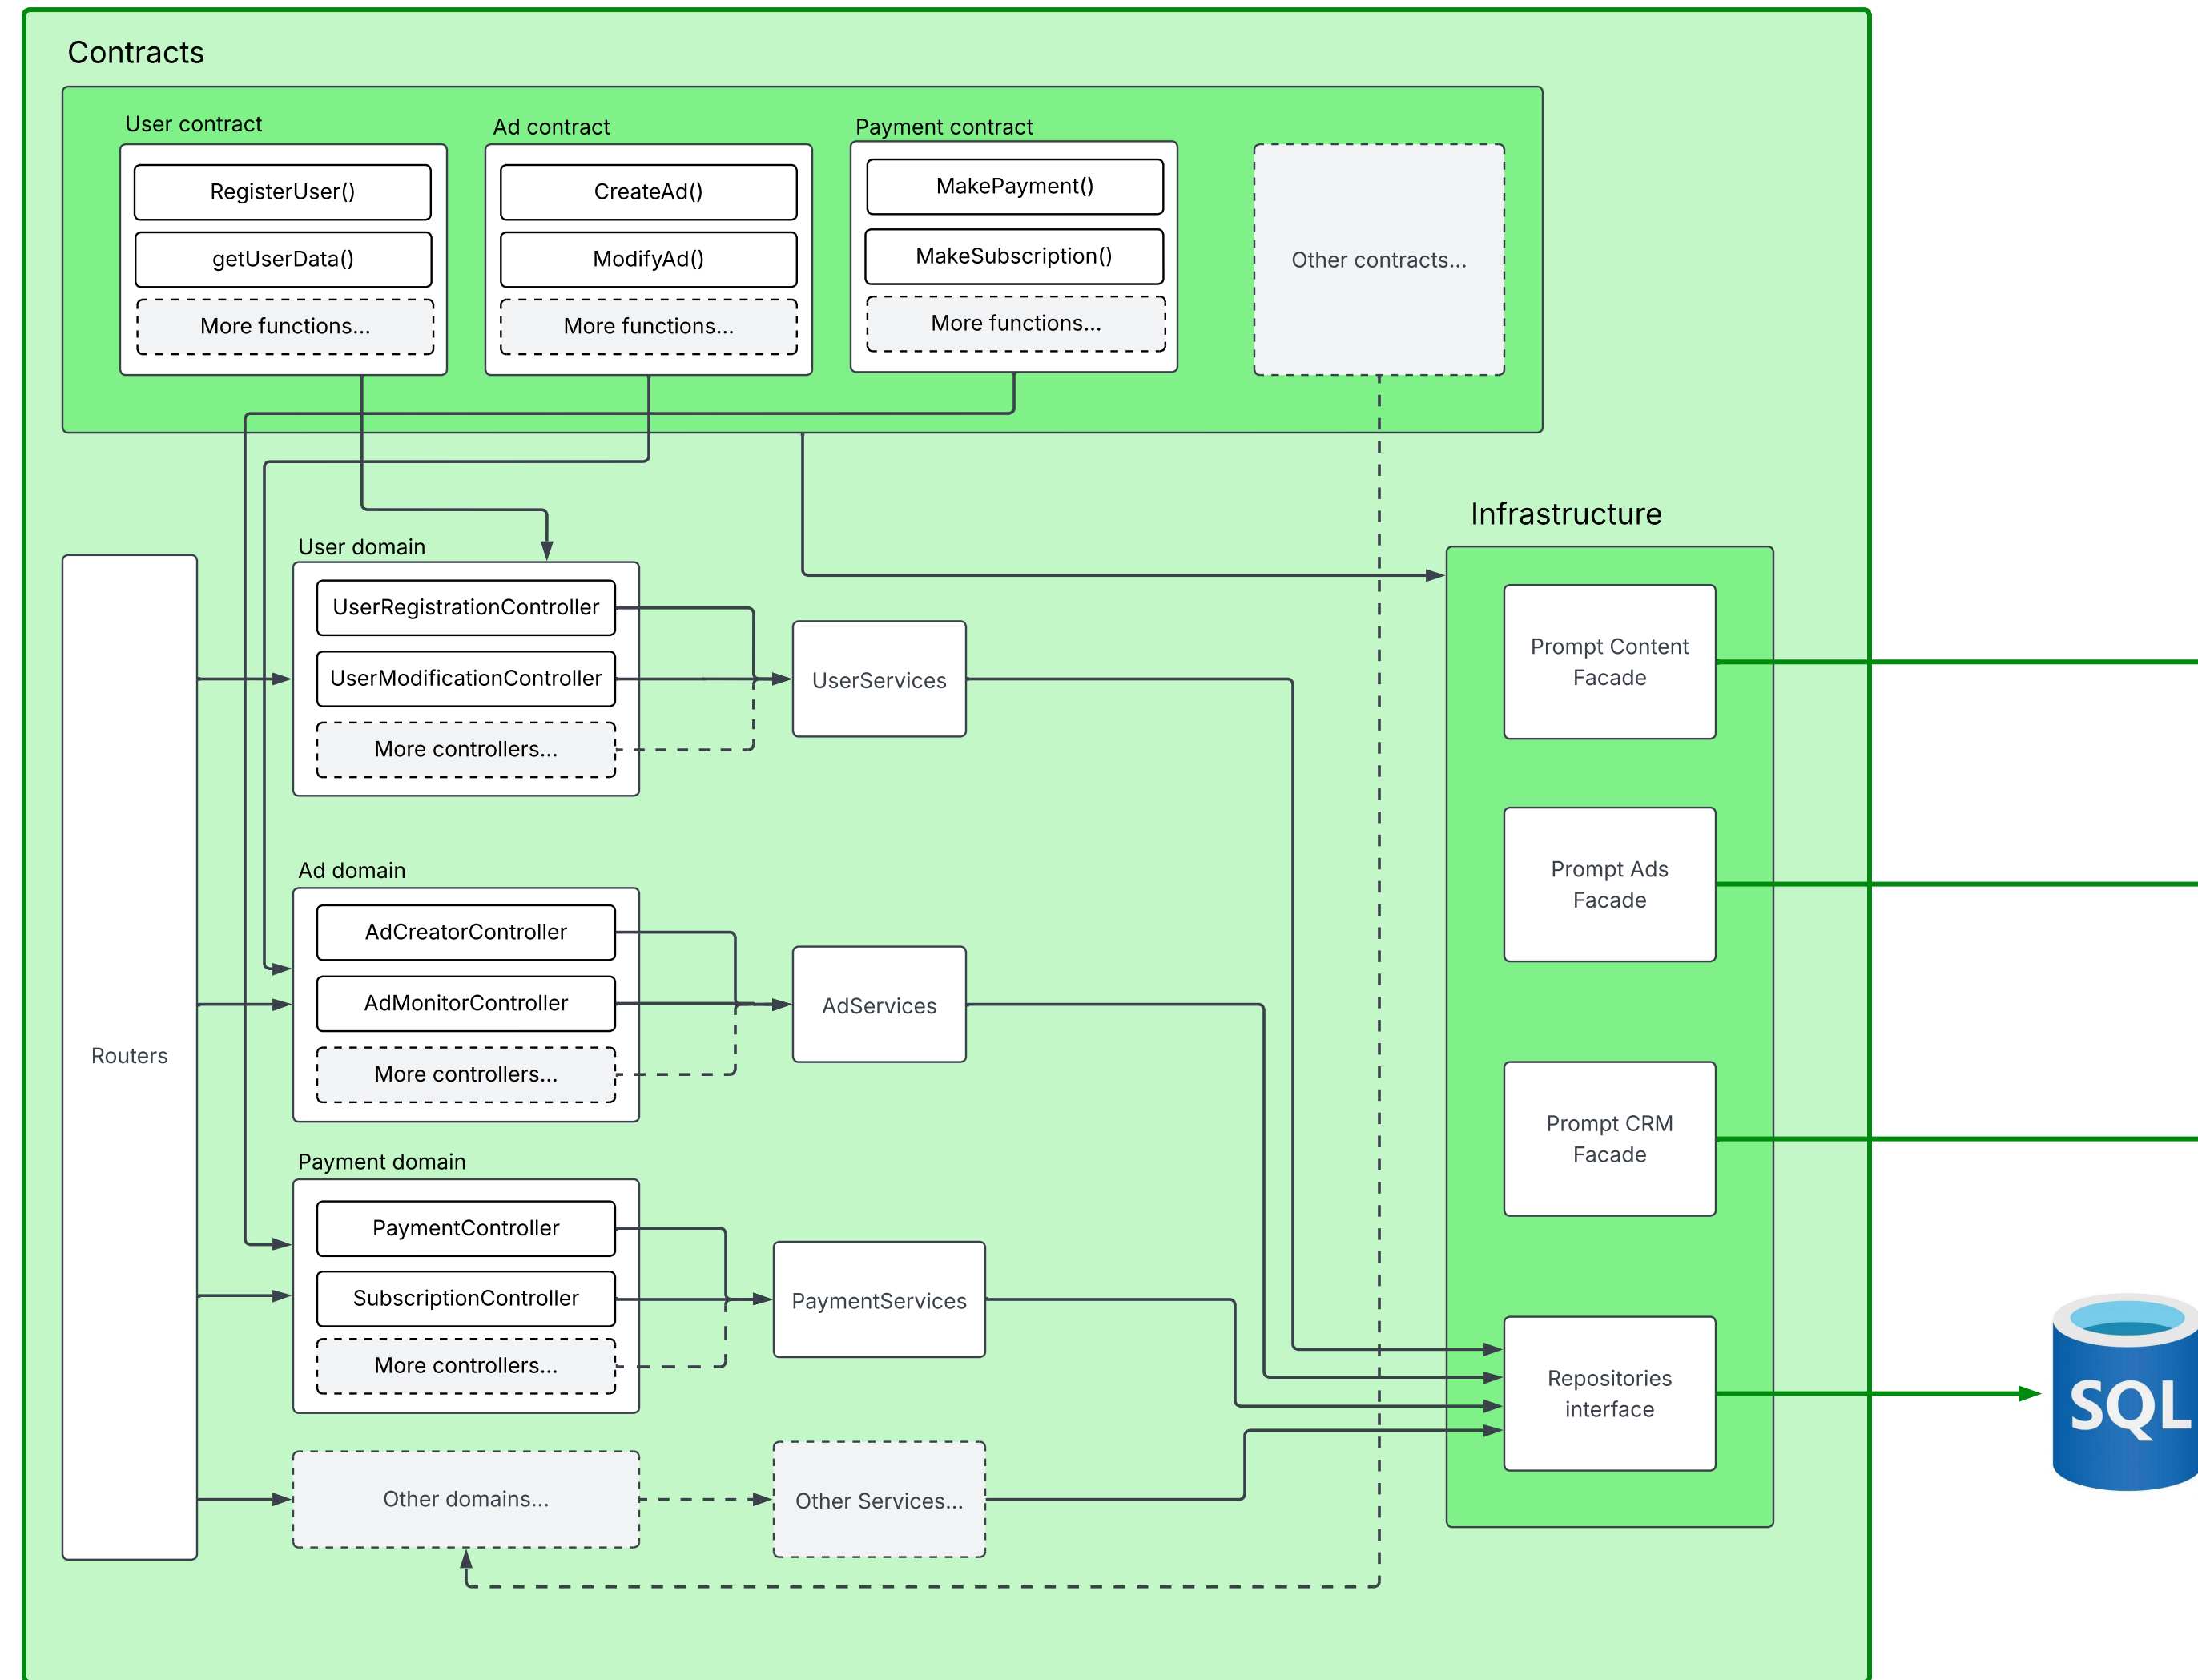 Contracts
User contract
RegisterUser()
getUserData()
More functions...
Ad contract
CreateAd()
ModifyAd()
More functions...
Payment contract
MakePayment()
MakeSubscription()
More functions...
Other contracts...
Routers
User domain
UserRegistrationController
UserModificationController
More controllers...
UserServices
Ad domain
AdCreatorController
AdMonitorController
More controllers...
AdServices
Payment domain
PaymentController
SubscriptionController
More controllers...
PaymentServices
Other domains...
Other Services...
Infrastructure
Prompt Content
Facade
Prompt Ads
Facade
Prompt CRM
Facade
Repositories
interface
SQL